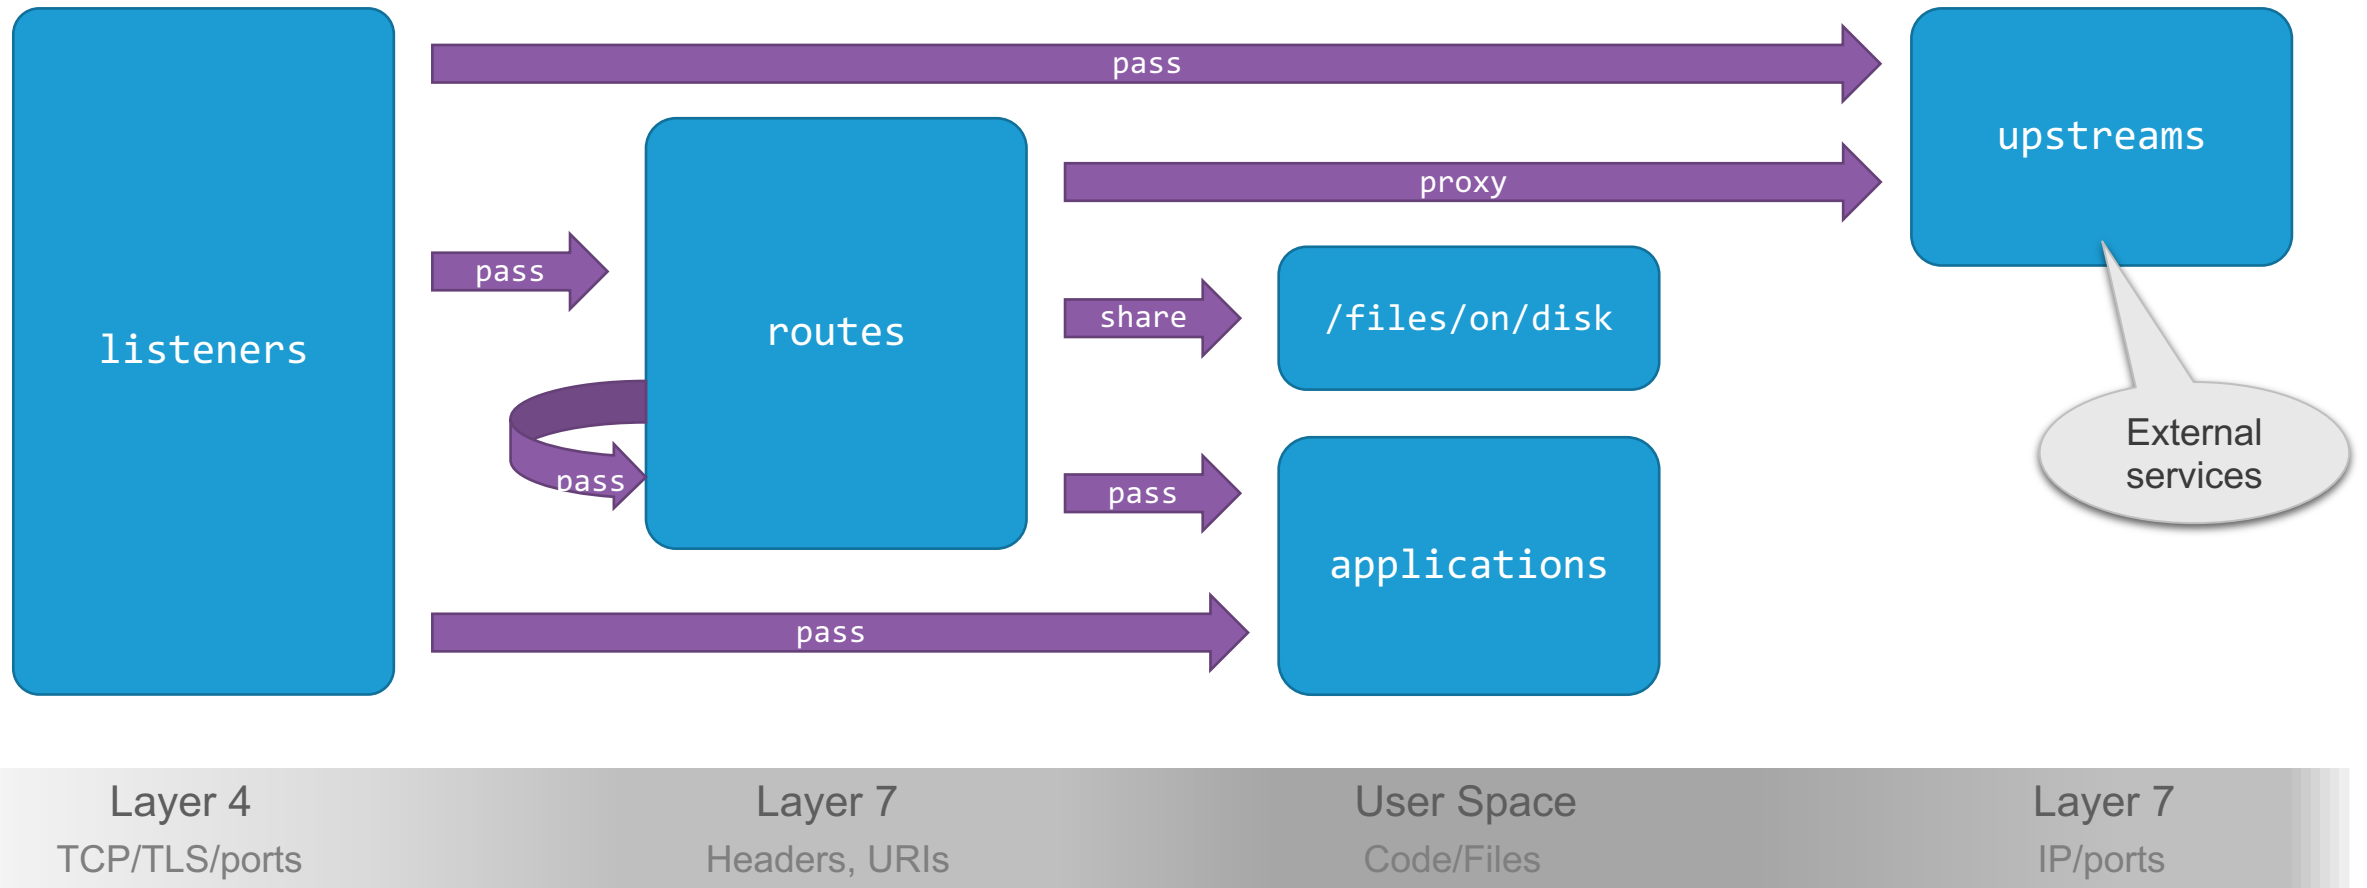 pass
upstreams
proxy
pass
share
/files/on/disk
routes
listeners
External
services
pass
pass
applications
pass
Layer 4
Layer 7
User Space
Layer 7
TCP/TLS/ports
Headers, URIs
Code/Files
IP/ports